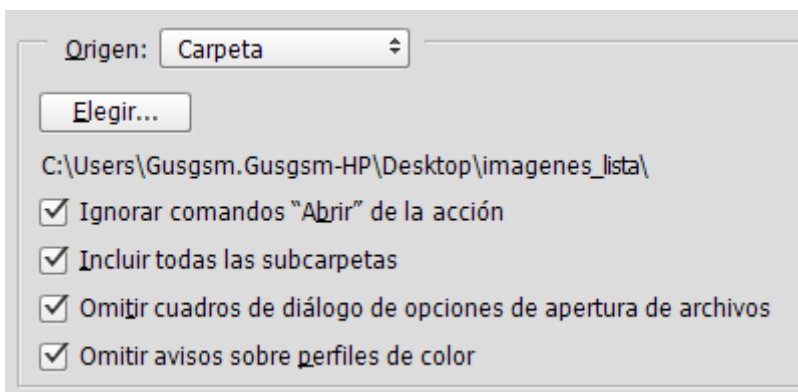 Origen: Carpeta
Elegir...
C:\Users\Gusgsm.Gusgsm-HP\Desktop\imagenes_lista\
Ignorar comandos “Abrir” de la acción
Incluir todas las subcarpetas
Omitir cuadros de diálogo de opciones de apertura de archivos
Omitir avisos sobre perfiles de color